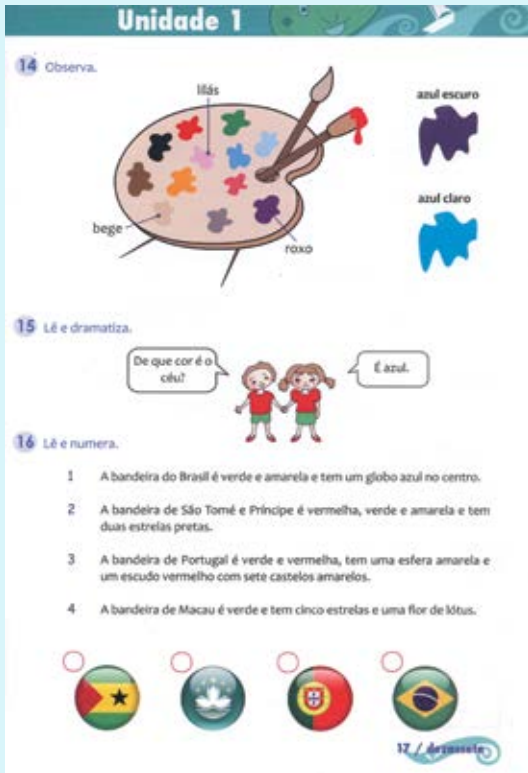 Unidade 1
14 Observa.
lilás
azul escuro
azul claro
bege
roxo
15 Lê e dramatiza.
De que cor é o
céu?
É azul.
16 Lê e numera.
1 A bandeira do Brasil é verde e amarela e tem um globo azul no centro.
2 A bandeira de São Tomé e Príncipe é vermelha, verde e amarela e tem
duas estrelas pretas.
3 A bandeira de Portugal é verde e vermelha, tem uma esfera amarela e
um escudo vermelho com sete castelos amarelos.
4 A bandeira de Macau é verde e tem cinco estrelas e uma flor de lótus.
17 / dezassete